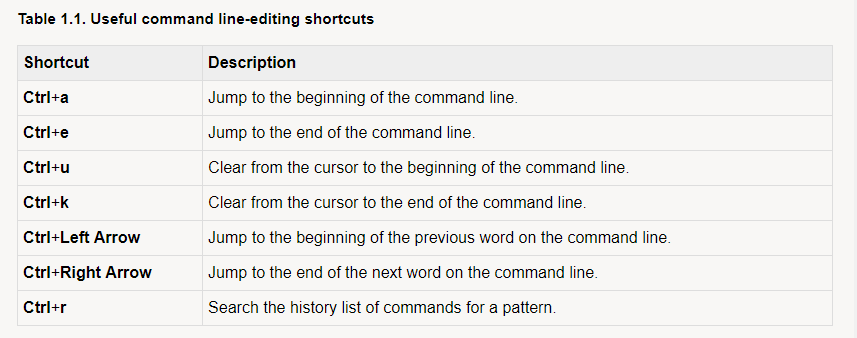 Table 1.1. Useful command line-editing shortcuts
Shortcut Description
Ctrl+a Jump to the beginning of the command line.
Ctrl+e Jump to the end of the command line.
Ctrl+u Clear from the cursor to the beginning of the command line.
Ctrl+k Clear from the cursor to the end of the command line.
Ctrl+Left Arrow Jump to the beginning of the previous word on the command line.
Ctrl+Right Arrow Jump to the end of the next word on the command line.
Ctrl+r Search the history list of commands for a pattern.